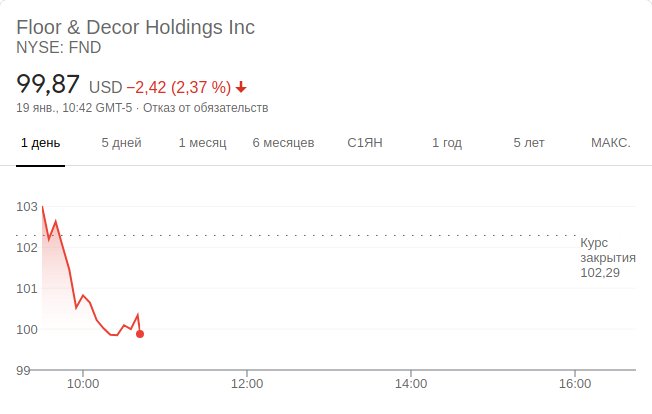 Floor & Decor Holdings Inc
NYSE: FND
99,87 USD −2,42 (2,37 %)
19 янв., 10:42 GMT-5 · Отказ от обязательств
1 день 5 дней 1 месяц 6 месяцев С1ЯН 1 год 5 лет МАКС.
103
102
101
100
99
Курс
закрытия
102,29
10:00 12:00 14:00 16:00